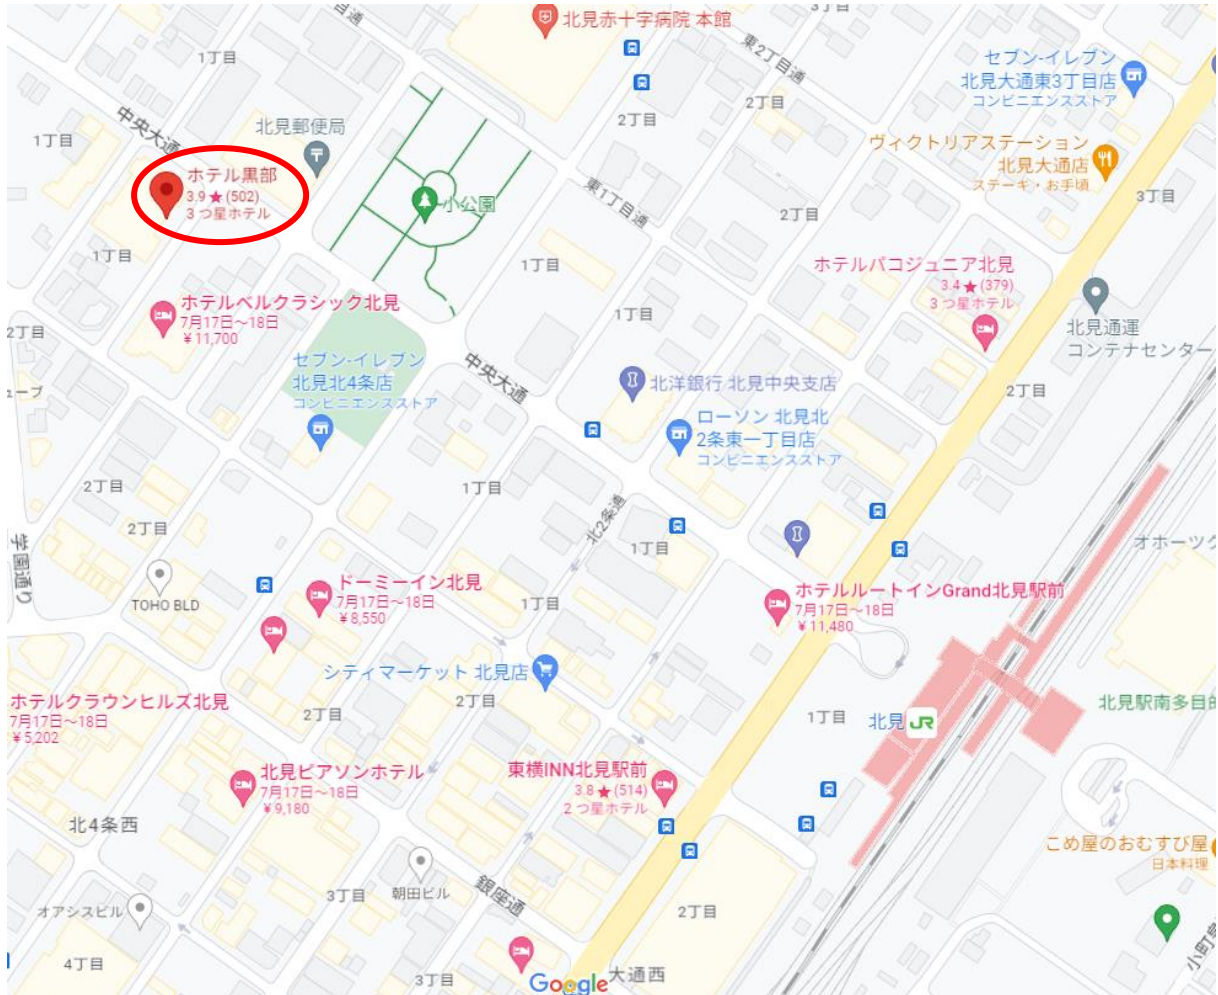 北見赤十字病院 本館
3丁目
東2丁目通
セブン-イレブン
北見大通東3丁目店
コンビニエンスストア
1丁目
2丁目
中央大通
北見郵便局
1丁目
2丁目
ヴィクトリアステーション
北見大通店
ステーキ・お手頃
ホテル黒部
3.9★(502)
3 つ星ホテル
小公園
東1丁目通
2丁目
3丁目
1丁目
1丁目
ホテルパコジュニア北見
3.4★(379)
3 つ星ホテル
ホテルベルクラシック北見
7月17日～18日
￥11,700
1丁目
北見通運
コンテナセンター
2丁目
セブン-イレブン
北見北4条店
コンビニエンスストア
中央大通
北洋銀行 北見中央支店
2丁目
ーブ
ローソン 北見北
2条東一丁目店
コンビニエンスストア
2丁目
1丁目
2丁目
北2条通
1丁目
学園通り
オホーツク
TOHO BLD
ドーミーイン北見
7月17日～18日
￥8,550
1丁目
ホテルルートインGrand北見駅前
7月17日～18日
￥11,480
シティマーケット 北見店
ホテルクラウンヒルズ北見
7月17日～18日
￥5,202
2丁目
2丁目
1丁目
北見
JR
北見駅南多目的
北見ピアソンホテル
7月17日～18日
￥9,180
東横INN北見駅前
3.8★(514)
2 つ星ホテル
北4条西
こめ屋のおむすび屋
日本料理
3丁目
朝田ビル
銀座通
オアシスビル
2丁目
4丁目
3丁目
Google
大通西